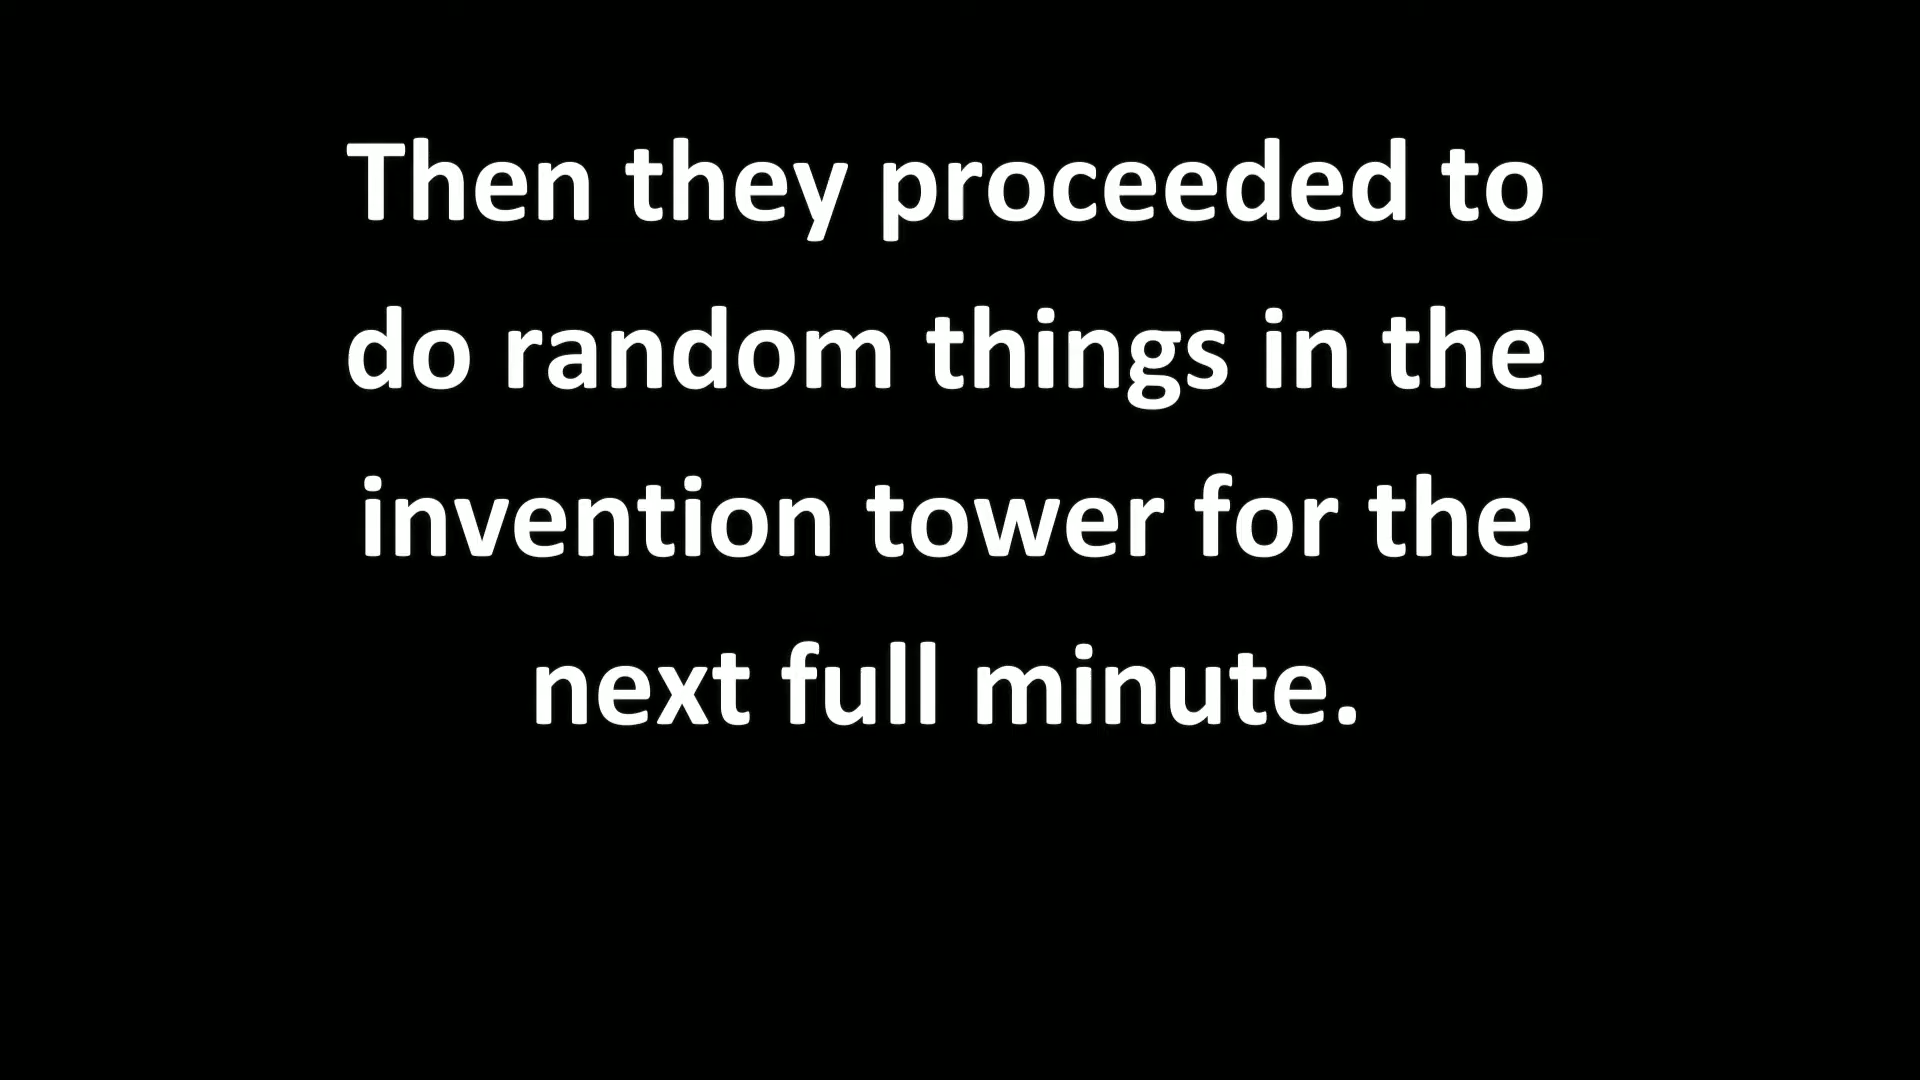 Then they proceeded to
do random things in the
invention tower for the
next full minute.